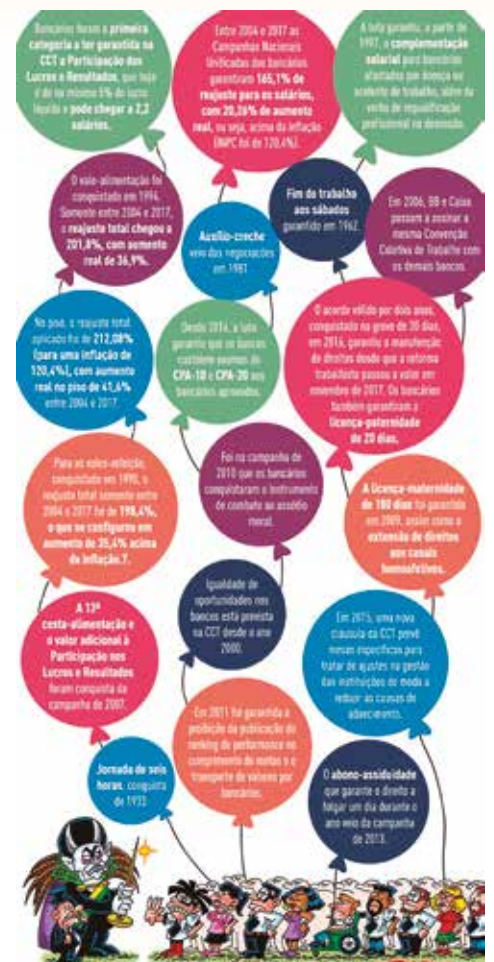 Bancários foram a primeira
categoria a ter garantida na
CCT a Participação dos
Lucros e Resultados, que hoje
é de no mínimo 5% do lucro
líquido e pode chegar a 2,2
salários.
Entre 2004 e 2017 as
Campanhas Nacionais
Unificadas dos bancários
garantiram 165,1% de
reajuste para os salários,
com 20,26% de aumento
real, ou seja, acima da inflação
(INPC foi de 120,4%).
A luta garantiu, a partir de
1997, a complementação
salarial para bancários
afastados por doença ou
acidente de trabalho, além da
verba de requalificação
profissional na demissão.
O vale-alimentação foi
conquistado em 1994.
Somente entre 2004 e 2017,
o reajuste total chegou a
201,8%, com aumento
real de 36,9%.
Auxílio-creche
veio das negociações
em 1981
Fim do trabalho
aos sábados
garantido em 1962.
Em 2006, BB e Caixa
passam a assinar a
mesma Convenção
Coletiva de Trabalho com
os demais bancos.
No piso, o reajuste total
aplicado foi de 212,08%
(para uma inflação de
120,4%), com aumento
real no piso de 41,6%
entre 2004 e 2017.
Desde 2014, a luta
garantiu que os bancos
custeiem exames de
CPA-10 e CPA-20 aos
bancários aprovados.
O acordo válido por dois anos,
conquistado na greve de 30 dias,
em 2016, garantiu a manutenção
de direitos desde que a reforma
trabalhista passou a valer em
novembro de 2017. Os bancários
também garantiram a
licença-paternidade
de 20 dias.
Para os vales-refeição,
conquistado em 1990, o
reajuste total somente entre
2004 e 2017 foi de 198,4%,
o que se configurou em
aumento de 35,4% acima
da inflação.7.
Foi na campanha de
2010 que os bancários
conquistaram o instrumento
de combate ao assédio
moral.
A licença-maternidade
de 180 dias foi garantida
em 2009, assim como a
extensão de direitos
aos casais
homoafetivos.
A 13ª
cesta-alimentação e
o valor adicional à
Participação nos
Lucros e Resultados
foram conquista da
campanha de 2007.
Igualdade de
oportunidades nos
bancos está prevista
na CCT desde o ano
2000.
Em 2015, uma nova
cláusula da CCT prevê
mesas específicas para
tratar de ajustes na gestão
das instituições de modo a
reduzir as causas de
adoecimento.
Jornada de seis
horas, conquista
de 1933
Em 2011 foi garantida a
proibição da publicação do
ranking de performance no
cumprimento de metas e o
transporte de valores por
bancários.
O abono-assiduidade
que garante o direito a
folgar um dia durante o
ano veio da campanha
de 2013.